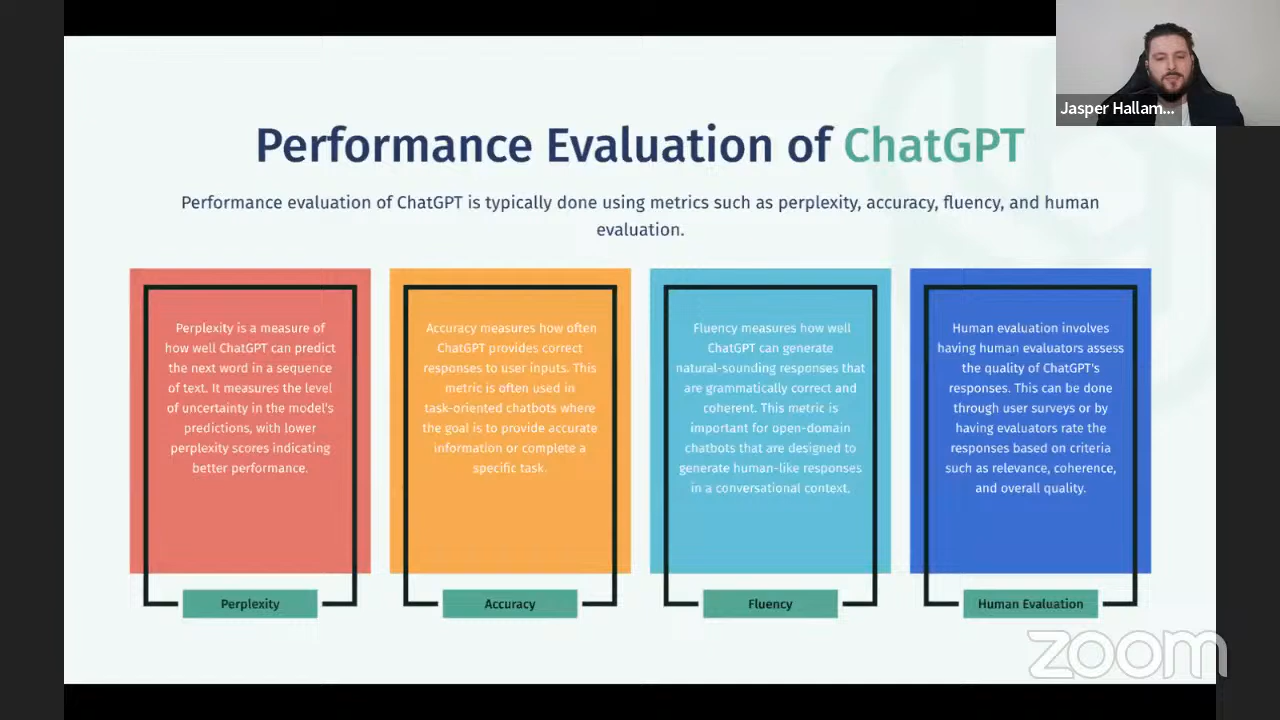 Jasper Hallam...
Performance Evaluation of ChatGPT
Performance evaluation of ChatGPT is typically done using metrics such as perplexity, accuracy, fluency, and human
evaluation.
Perplexity is a measure of
how well ChatGPT can predict
the next word in a sequence
of text. It measures the level
of uncertainty in the model's
predictions, with lower
perplexity scores indicating
better performance.
Perplexity
Accuracy measures how often
ChatGPT provides correct
responses to user inputs. This
metric is often used in
task-oriented chatbots where
the goal is to provide accurate
information or complete a
specific task.
Accuracy
Fluency measures how well
ChatGPT can generate
natural-sounding responses that
are grammatically correct and
coherent. This metric is
important for open-domain
chatbots that are designed to
generate human-like responses
in a conversational context.
Fluency
Human evaluation involves
having human evaluators assess
the quality of ChatGPT's
responses. This can be done
through user surveys or by
having evaluators rate the
responses based on criteria
such as relevance, coherence,
and overall quality.
Human Evaluation
zoom